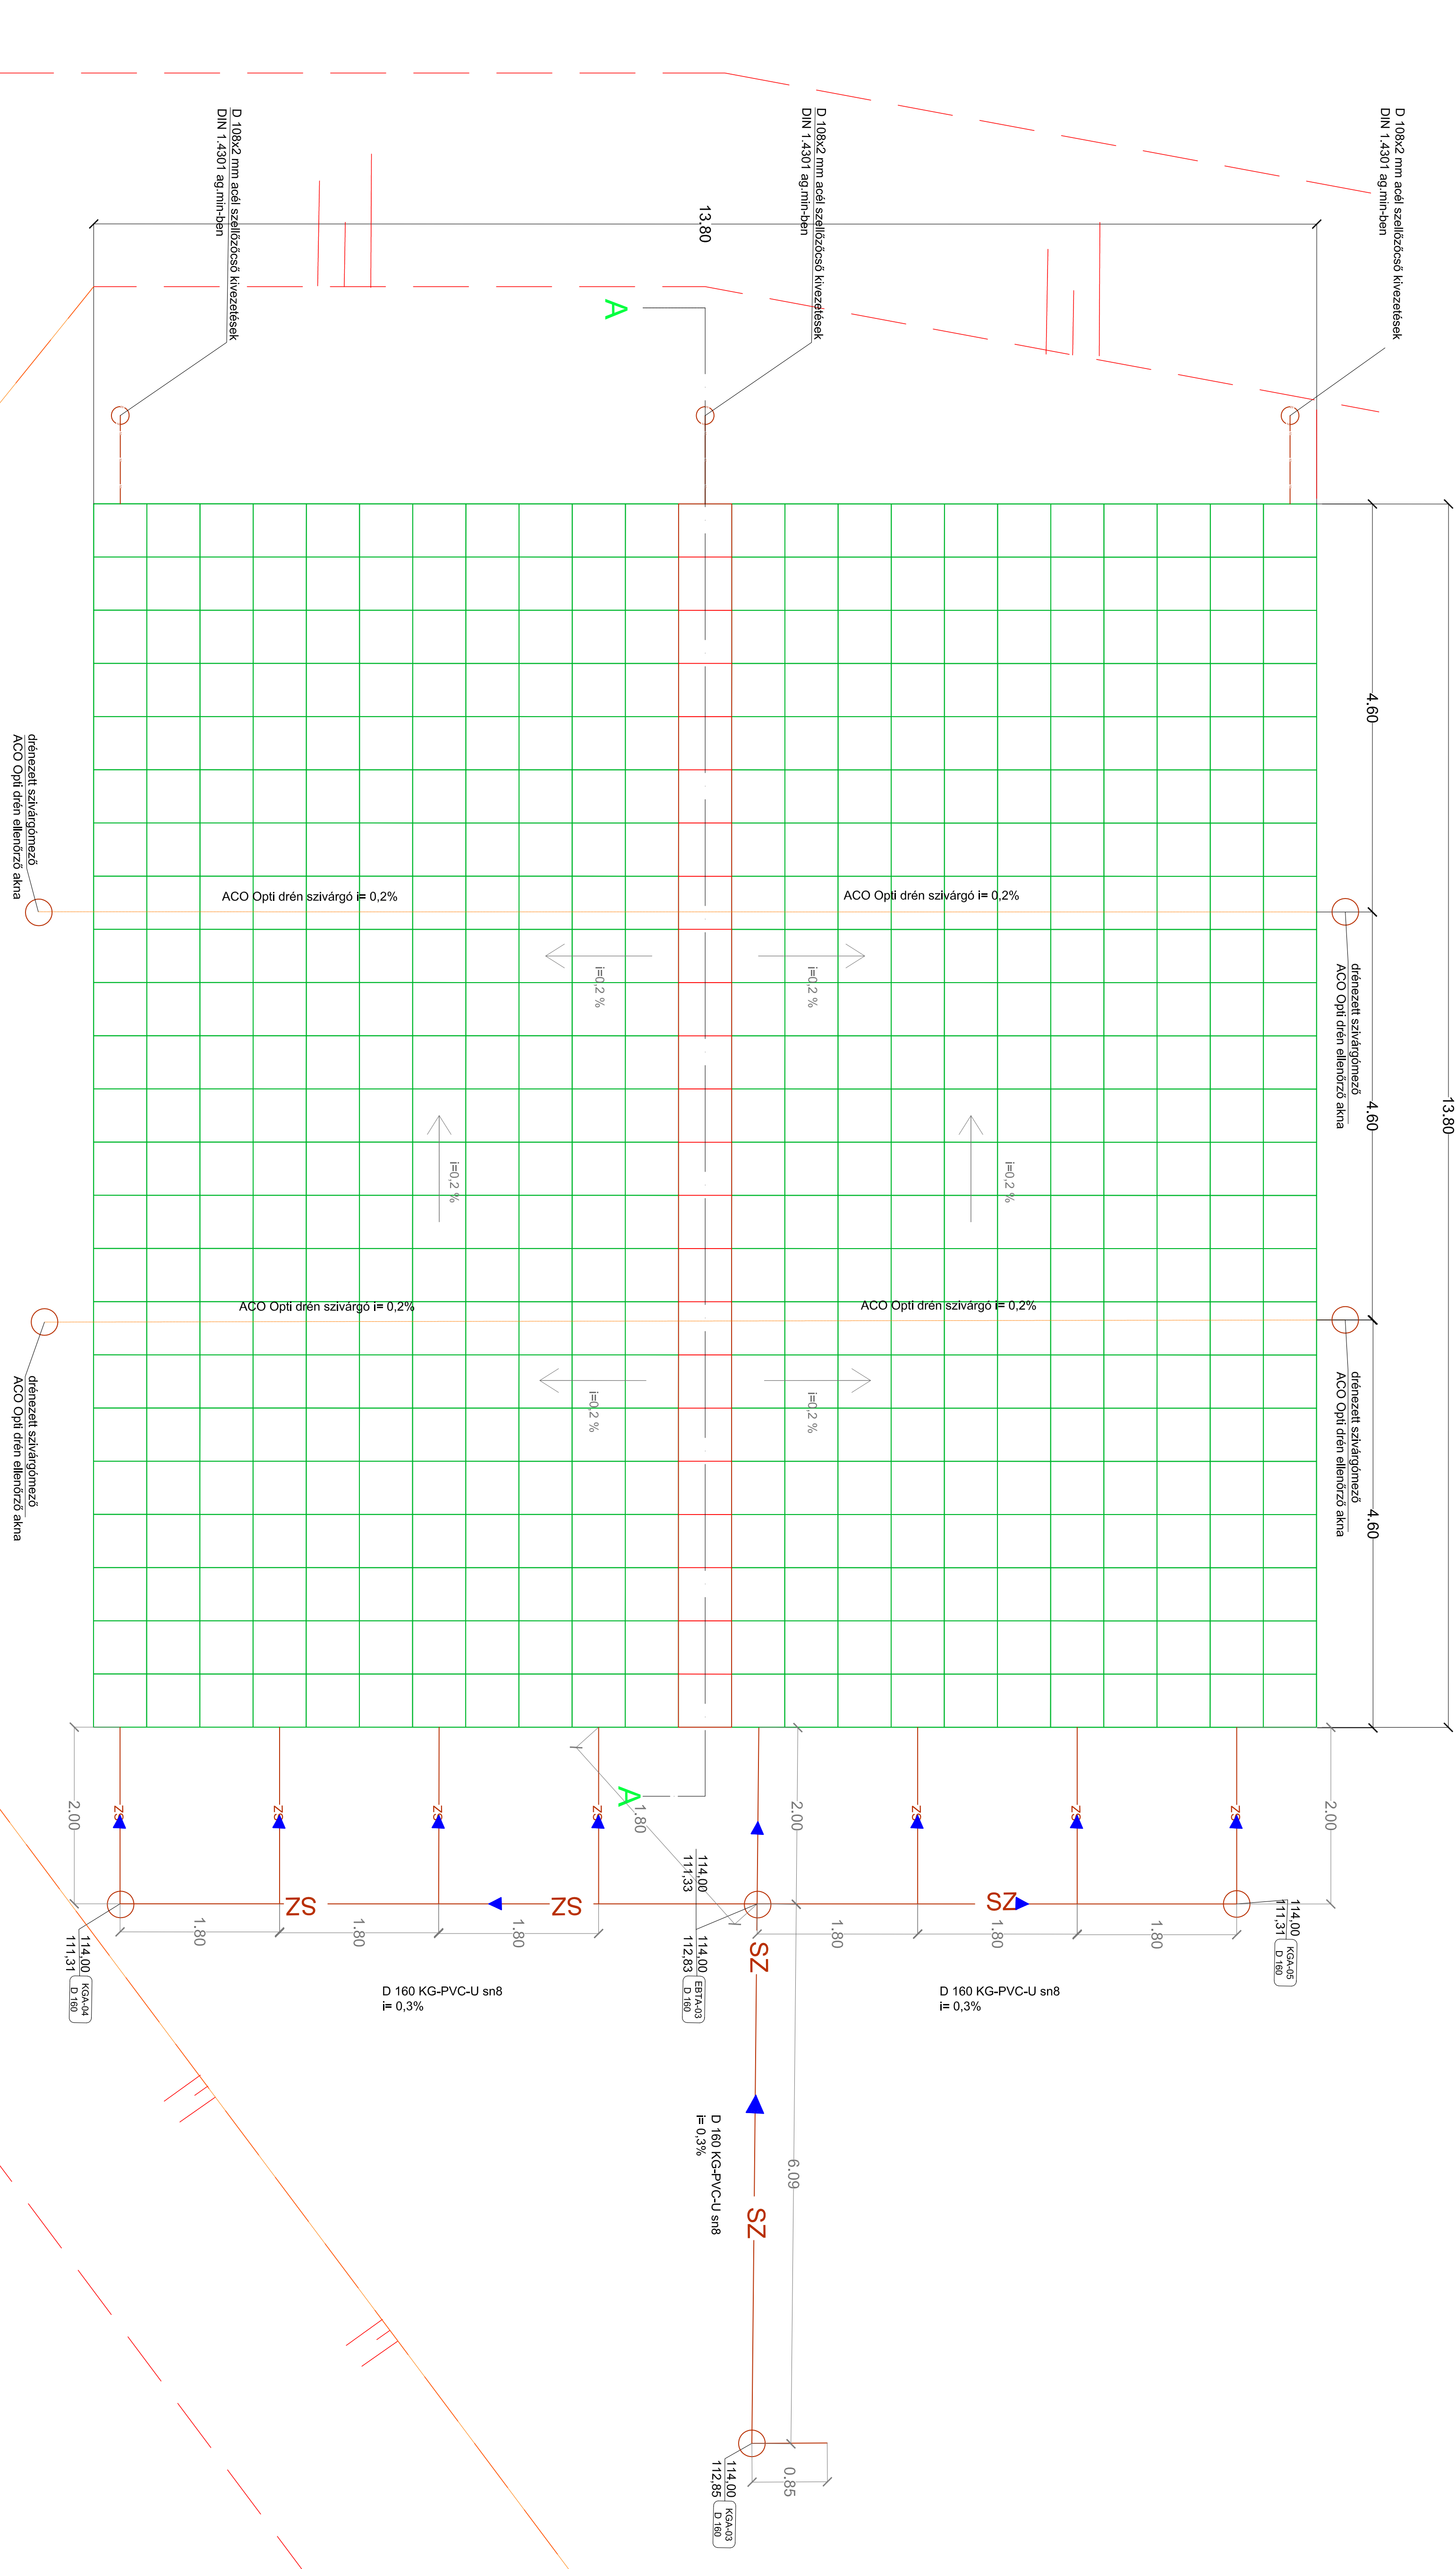 D 108x2 mm acél szellőzőcső kivezetések
DIN 1.4301 ag.min-ben
D 108x2 mm acél szellőzőcső kivezetések
DIN 1.4301 ag.min-ben
D 108x2 mm acél szellőzőcső kivezetések
DIN 1.4301 ag.min-ben
13.80
A
4.60
13.80
4.60
4.60
drénezett szivárgómező
ACO Opti drén ellenőrző akna
ACO Opti drén szivárgó i= 0,2%
ACO Opti drén szivárgó i= 0,2%
drénezett szivárgómező
ACO Opti drén ellenőrző akna
i=0,2 %
i=0,2 %
i=0,2 %
i=0,2 %
ACO Opti drén szivárgó i= 0,2%
ACO Opti drén szivárgó i= 0,2%
drénezett szivárgómező
ACO Opti drén ellenőrző akna
drénezett szivárgómező
ACO Opti drén ellenőrző akna
i=0,2 %
i=0,2 %
A
2.00
SZ
SZ
SZ
SZ
1.80
2.00
SZ
SZ
SZ
2.00
114,00
111,33
SZ
SZ
SZ
1.80
1.80
1.80
SZ
1.80
1.80
1.80
114,00
111,31
KGA-04
D 160
114,00
112,83
EBTA-03
D 160
114,00
111,31
KGA-05
D 160
D 160 KG-PVC-U sn8
i= 0,3%
D 160 KG-PVC-U sn8
i= 0,3%
D 160 KG-PVC-U sn8
i= 0,3%
6.09
SZ
0.85
114,00
112,85
KGA-03
D 160